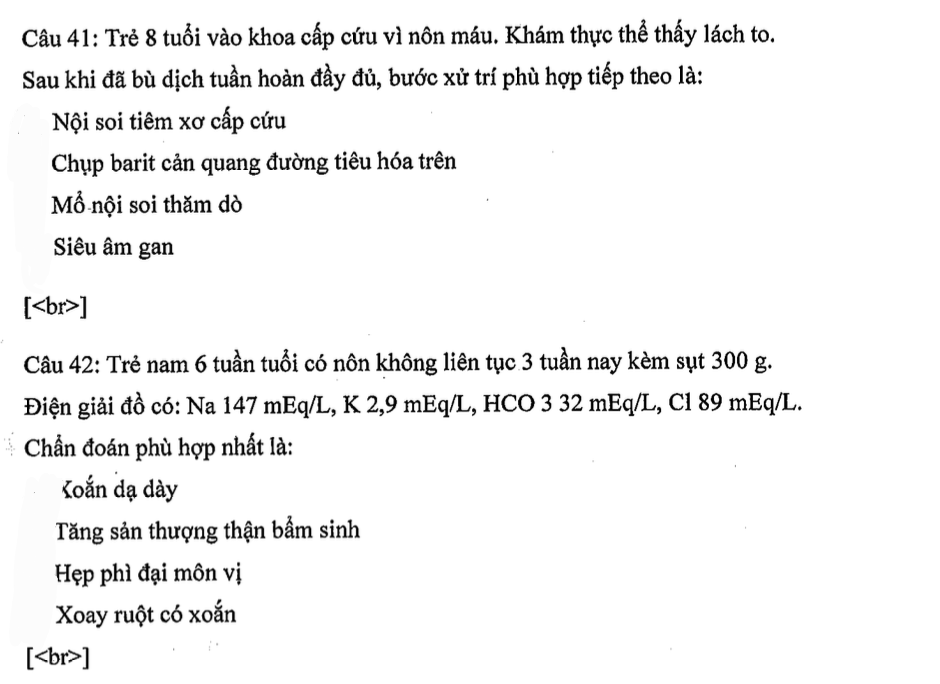 Câu 41: Trẻ 8 tuổi vào khoa cấp cứu vì nôn máu. Khám thực thể thấy lách to.
Sau khi đã bù dịch tuần hoàn đầy đủ, bước xử trí phù hợp tiếp theo là:
Nội soi tiêm xơ cấp cứu
Chụp barit cản quang đường tiêu hóa trên
Mổ nội soi thăm dò
Siêu âm gan
[<br>]
Câu 42: Trẻ nam 6 tuần tuổi có nôn không liên tục 3 tuần nay kèm sụt 300 g.
Điện giải đồ có: Na 147 mEq/L, K 2,9 mEq/L, HCO 3 32 mEq/L, Cl 89 mEq/L.
Chẩn đoán phù hợp nhất là:
Xoắn dạ dày
Tăng sản thượng thận bẩm sinh
Hẹp phì đại môn vị
Xoay ruột có xoắn
[<br>]